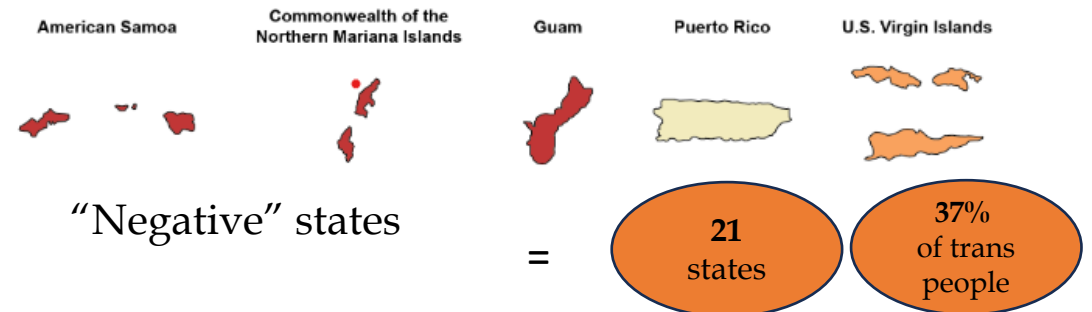 American Samoa
Commonwealth of the
Northern Mariana Islands
Guam
Puerto Rico
U.S. Virgin Islands
“Negative” states
=
21
states
37%
of trans
people